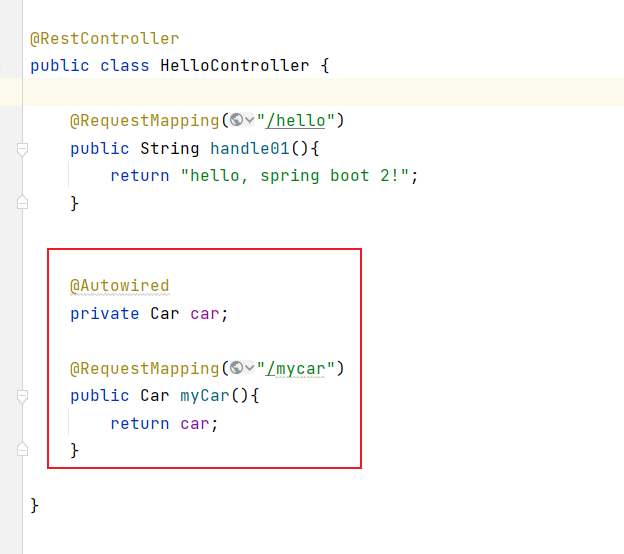 @RestController
public class HelloController {
@RequestMapping("/hello")
public String handle01(){
return "hello, spring boot 2!";
}
@Autowired
private Car car;
@RequestMapping("/mycar")
public Car myCar(){
return car;
}
}